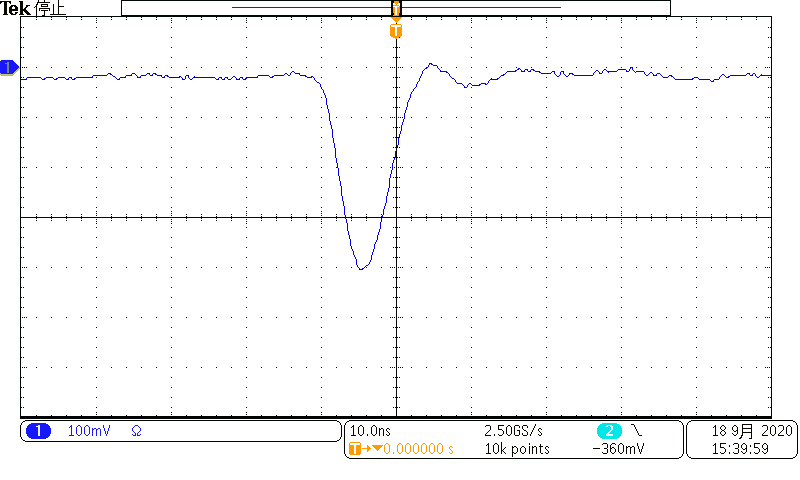 Tek 停止
T
T
1
1 100mV Ω
10.0ns 2.50GS/s 2 -360mV
T→▼0.000000 s 10k points
18 9月 2020
15:39:59